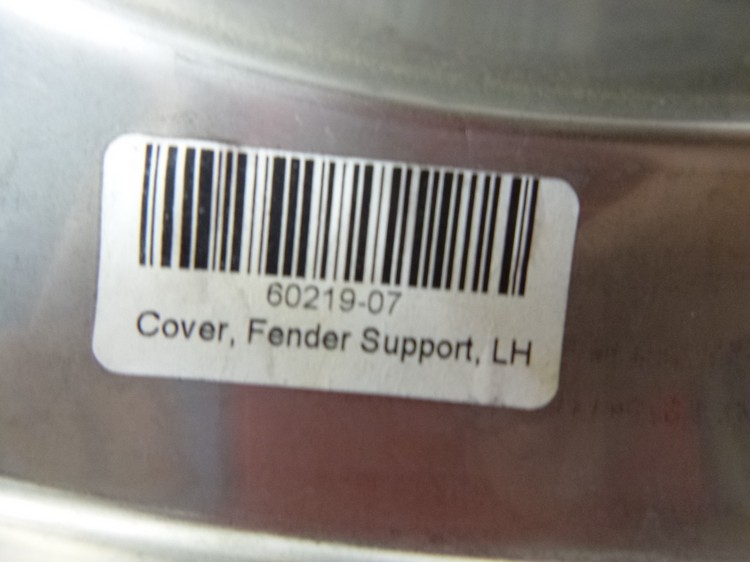 60219-07
Cover, Fender Support, LH